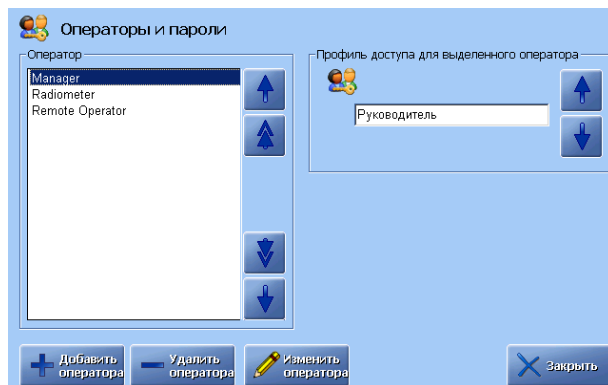 Операторы и пароли
Оператор
Manager
Radiometer
Remote Operator
Профиль доступа для выделенного оператора
Руководитель
Добавить
оператора
Удалить
оператора
Изменить
оператора
Закрыть